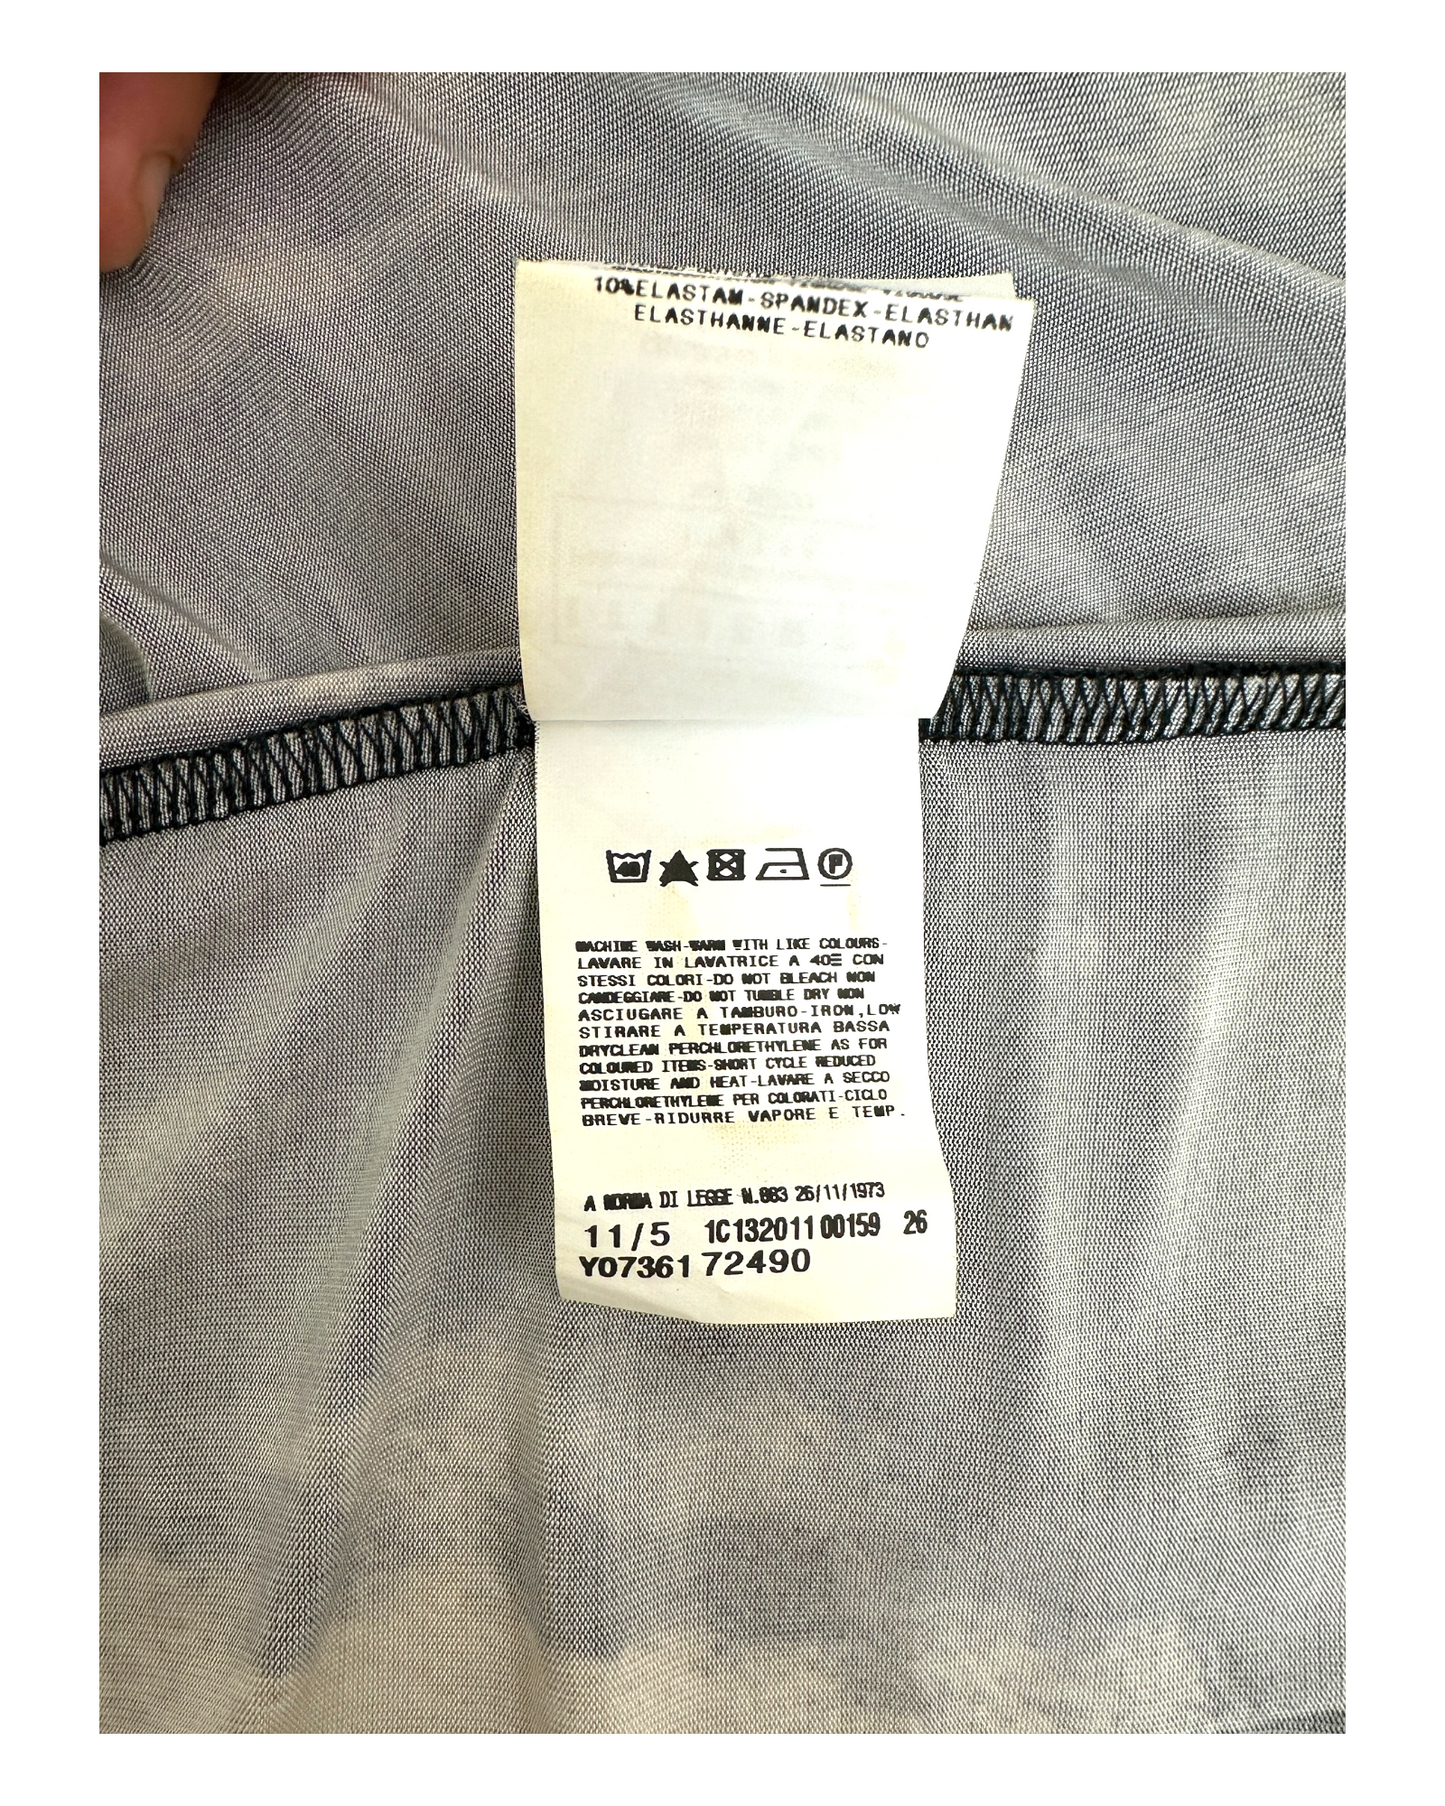 10%ELASTAM-SPANDEX-ELASTHAN
ELASTHANNE-ELASTANO
40
F
MACHINE WASH-WARM WITH LIKE COLOURS-
LAVARE IN LAVATRICE A 40 CON
STESSI COLORI-DO NOT BLEACH NON
CANDEGGIARE-DO NOT TUMBLE DRY NON
ASCIUGARE A TAMBURO-IRON,LOW
STIRARE A TEMPERATURA BASSA
DRYCLEAN PERCHLORETHYLENE AS FOR
COLOURED ITEMS-SHORT CYCLE REDUCED
MOISTURE AND HEAT-LAVARE A SECCO
PERCHLORETHYLENE PER COLORATI-CICLO
BREVE-RIDURRE VAPORE E TEMP.
A NORMA DI LEGGE N.883 26/11/1973
11/5 1C13201100159 26
Y07361 72490